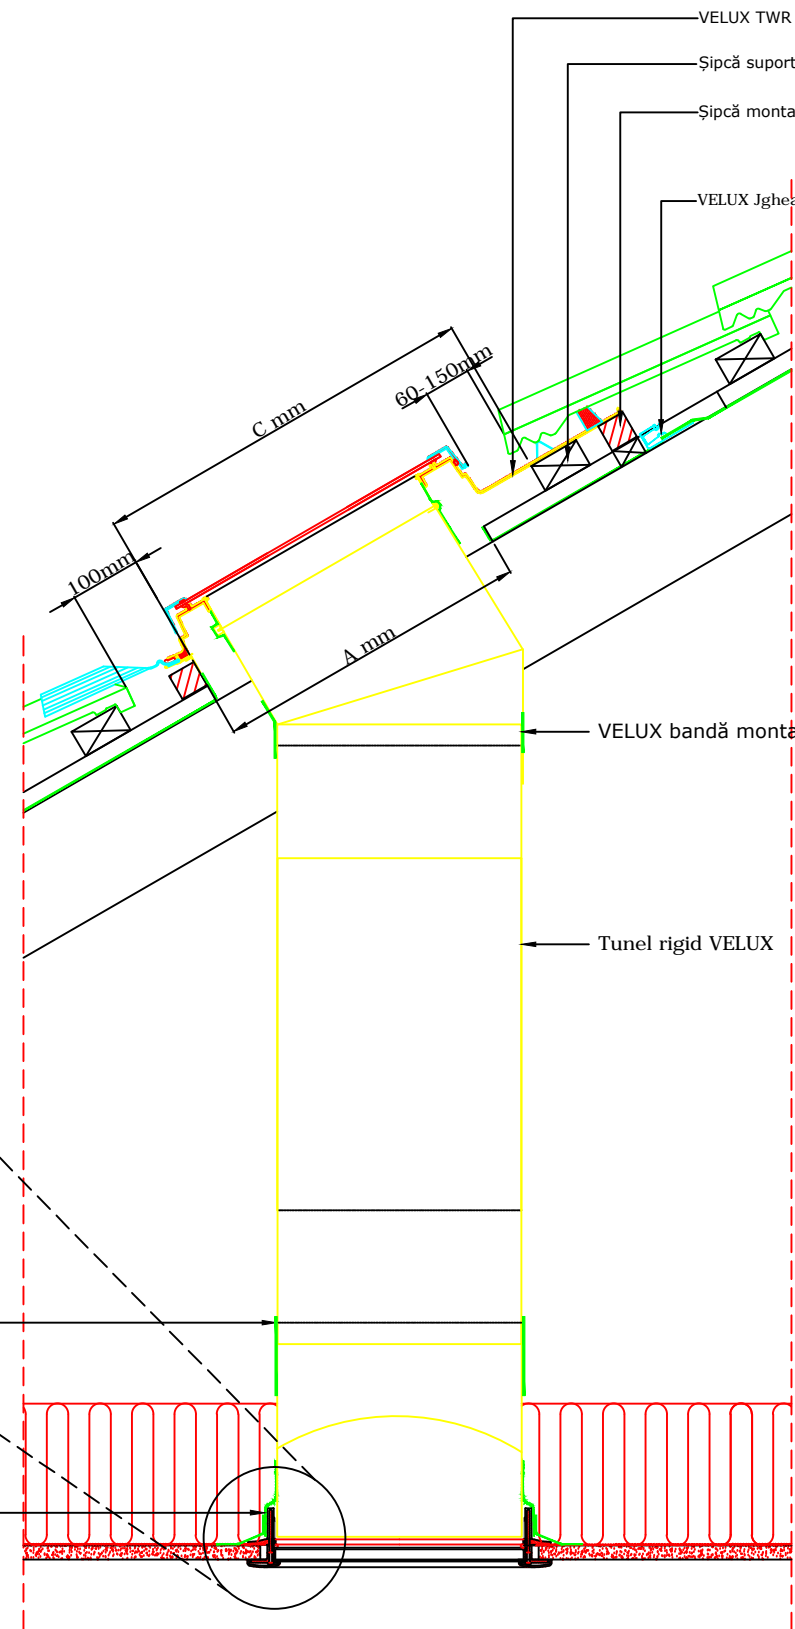 VELUX TWR
Șipcă suport
Șipcă monta
VELUX Jghea
60-150mm
C mm
100mm
A mm
VELUX bandă monta
Tunel rigid VELUX